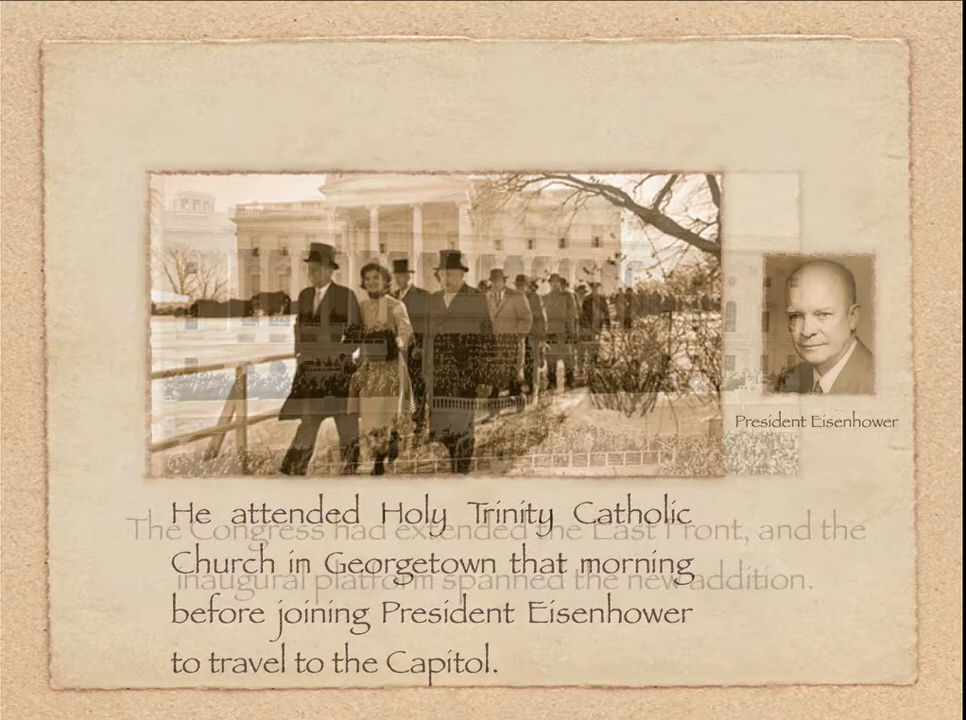 President Eisenhower
He attended Holy Trinity Catholic
The Congress had extended the East Front, and the
Church in Georgetown that morning
inaugural platform spanned the new addition.
before joining President Eisenhower
to travel to the Capitol.